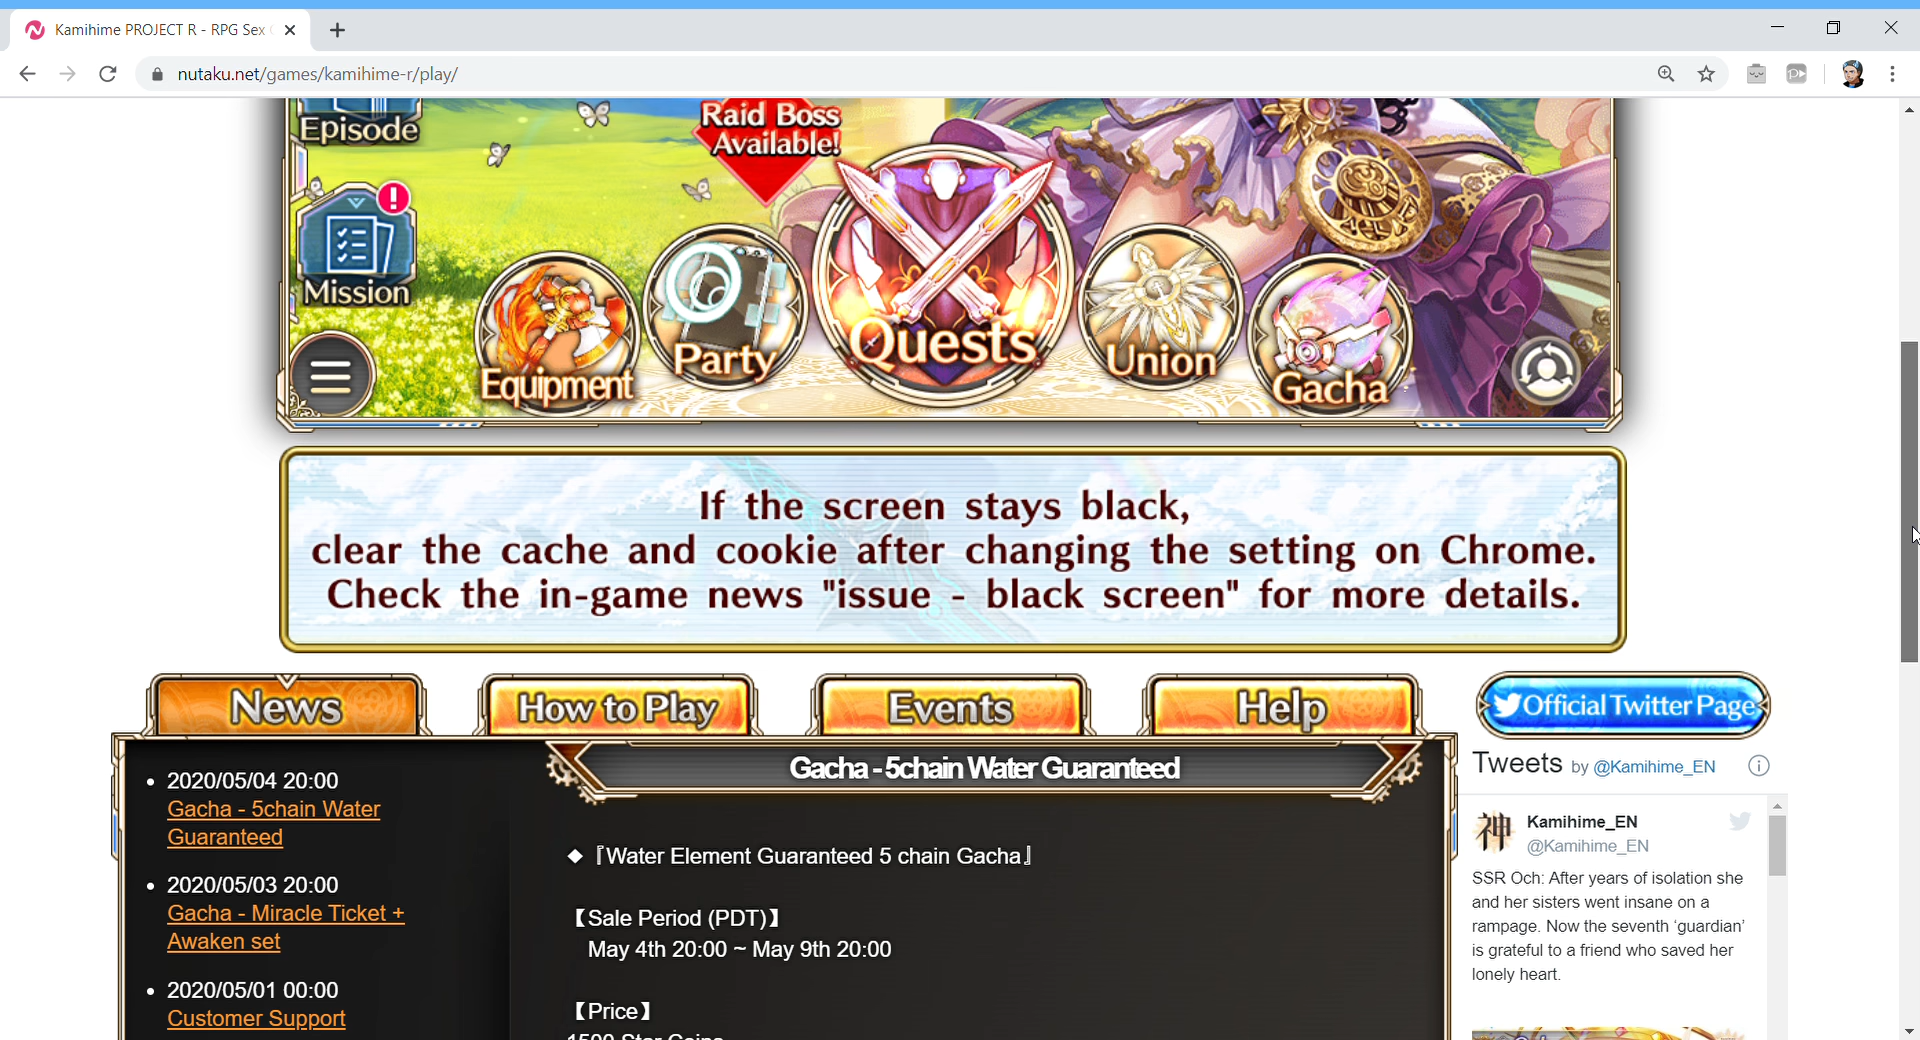 Kamihime PROJECT R - RPG Sex
nutaku.net/games/kamihime-r/play/
Episode
Raid Boss
Available!
!
Mission
Equipment
Party
Quests
Union
Gacha
If the screen stays black,
clear the cache and cookie after changing the setting on Chrome.
Check the in-game news "issue - black screen" for more details.
News
How to Play
Events
Help
Official Twitter Page
Gacha - 5chain Water Guaranteed
Tweets by @Kamihime_EN
• 2020/05/04 20:00
Gacha - 5chain Water
Guaranteed
• 2020/05/03 20:00
Gacha - Miracle Ticket +
Awaken set
• 2020/05/01 00:00
Customer Support
◆『Water Element Guaranteed 5 chain Gacha』
【Sale Period (PDT)】
May 4th 20:00 ~ May 9th 20:00
【Price】
1500 Star Coins
神
Kamihime_EN
@Kamihime_EN
SSR Och: After years of isolation she
and her sisters went insane on a
rampage. Now the seventh ‘guardian’
is grateful to a friend who saved her
lonely heart.